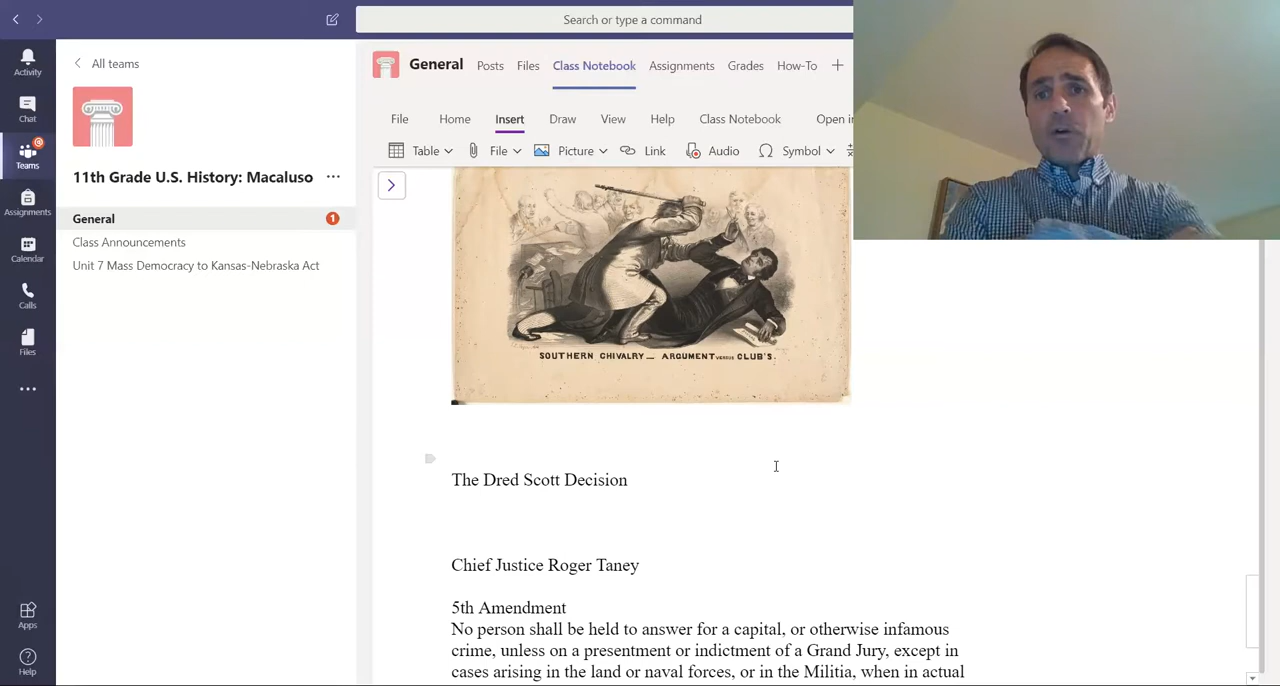 Search or type a command
Activity
Chat
Teams
Assignments
Calendar
Calls
Files
Apps
Help
All teams
11th Grade U.S. History: Macaluso
General
1
Class Announcements
Unit 7 Mass Democracy to Kansas-Nebraska Act
General Posts Files Class Notebook Assignments Grades How-To
File Home Insert Draw View Help Class Notebook Open in
Table File Picture Link Audio Symbol
SOUTHERN CHIVALRY — ARGUMENT VERSUS CLUB'S.
The Dred Scott Decision
Chief Justice Roger Taney
5th Amendment
No person shall be held to answer for a capital, or otherwise infamous
crime, unless on a presentment or indictment of a Grand Jury, except in
cases arising in the land or naval forces, or in the Militia, when in actual